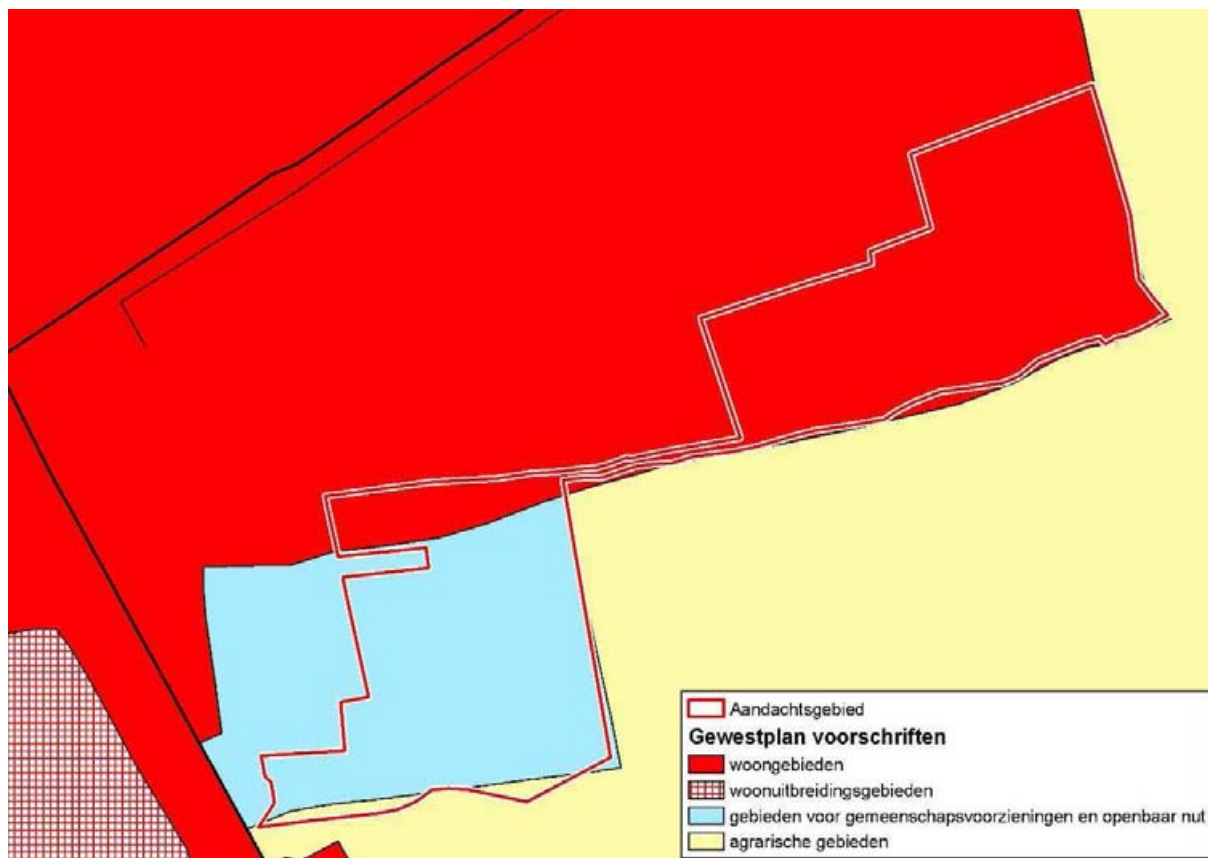 Aandachtsgebied
Gewestplan voorschriften
woongebieden
woonuitbreidingsgebieden
gebieden voor gemeenschapsvoorzieningen en openbaar nut
agrarische gebieden